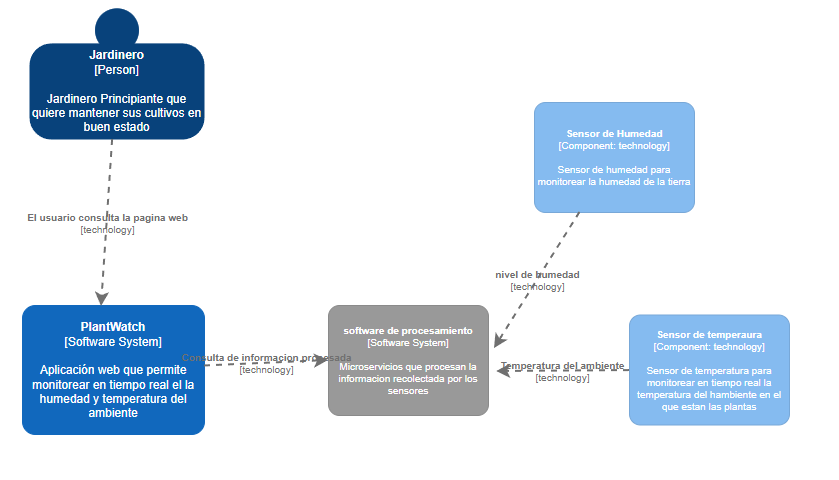 Jardinero
[Person]
Jardinero Principiante que
quiere mantener sus cultivos en
buen estado
El usuario consulta la pagina web
[technology]
PlantWatch
[Software System]
Aplicación web que permite
monitorear en tiempo real el la
humedad y temperatura del
ambiente
Consulta de informacion procesada
[technology]
software de procesamiento
[Software System]
Microservicios que procesan la
informacion recolectada por los
sensores
Sensor de Humedad
[Component: technology]
Sensor de humedad para
monitorear la humedad de la tierra
nivel de humedad
[technology]
Temperatura del ambiente
[technology]
Sensor de temperaura
[Component: technology]
Sensor de temperatura para
monitorear en tiempo real la
temperatura del hambiente en el
que estan las plantas